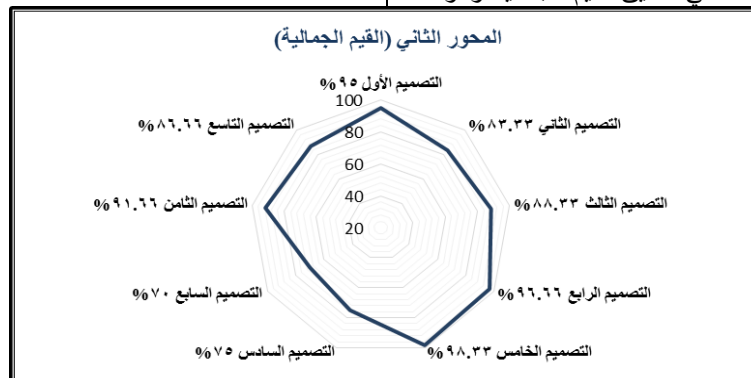 المحور الثاني (القيم الجمالية)
التصميم الأول ٩٥%
100
التصميم التاسع ٨٦.٦٦%
التصميم الثاني ٨٣.٣٣%
80
60
التصميم الثامن ٩١.٦٦%
التصميم الثالث ٨٨.٣٣%
40
20
التصميم السابع ٧٠%
التصميم الرابع ٩٦.٦٦%
التصميم السادس ٧٥%
التصميم الخامس ٩٨.٣٣%